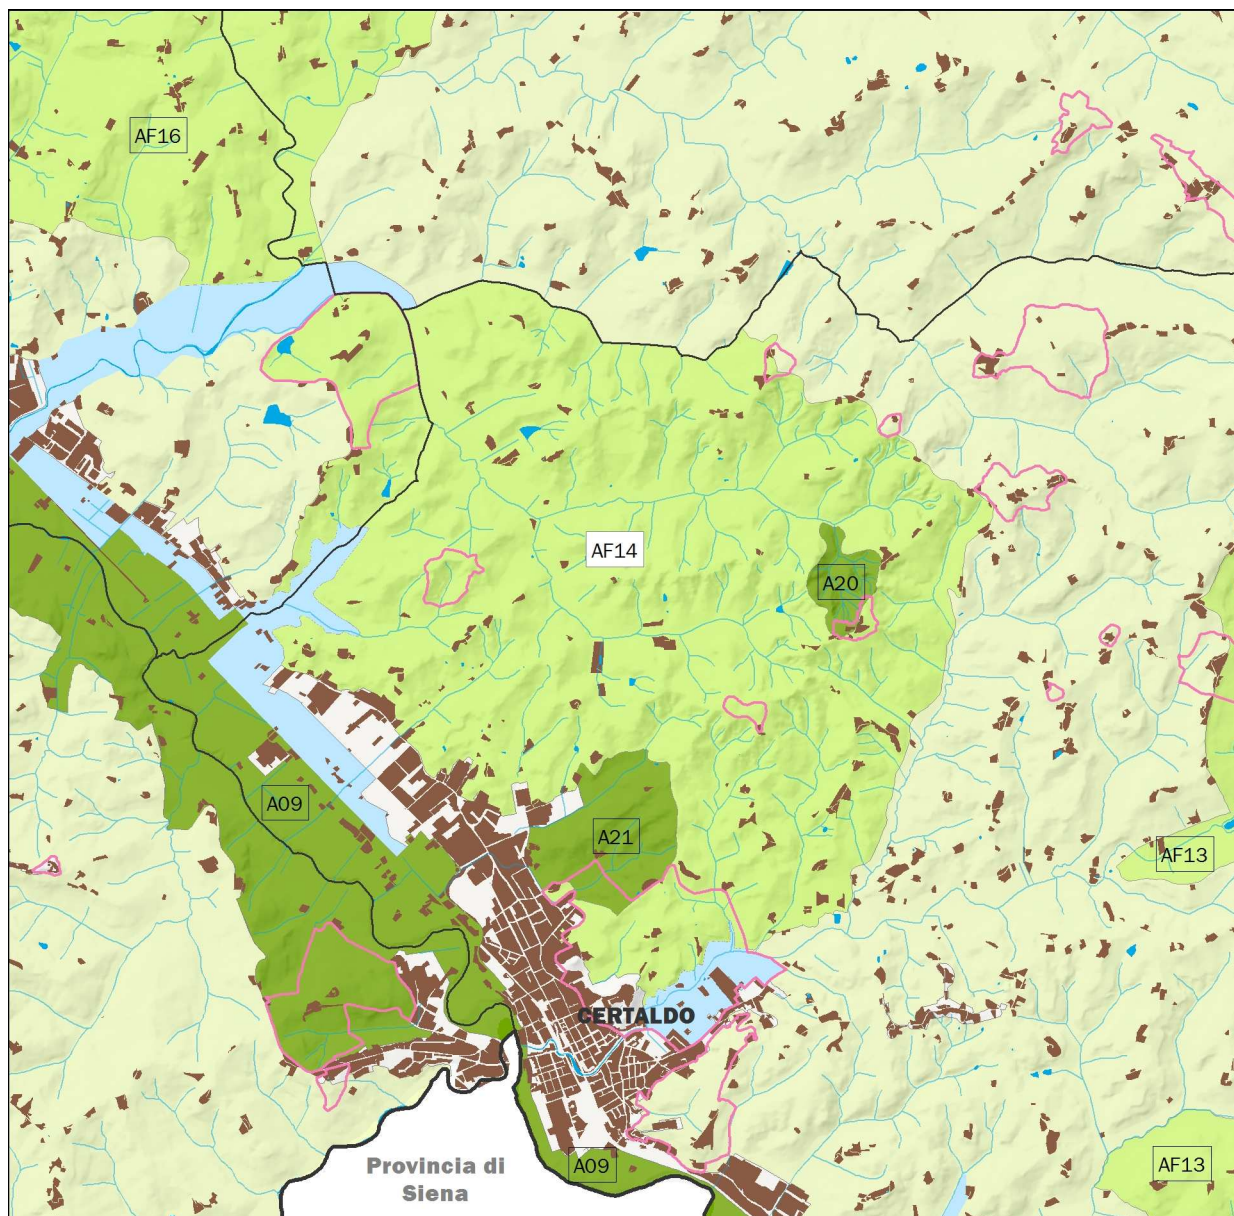 AF16
AF14
A20
A09
A21
AF13
CERTALDO
A09
Provincia di
Siena
AF13